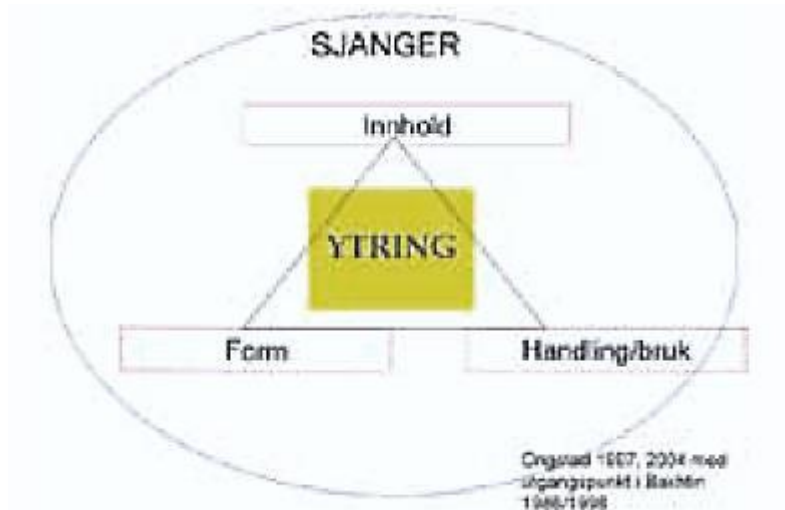 SJANGER
Innhold
YTRING
Form
Handling/bruk
Ongstad 1997, 2004 med
utgangspunkt i Bakhtin
1986/1998